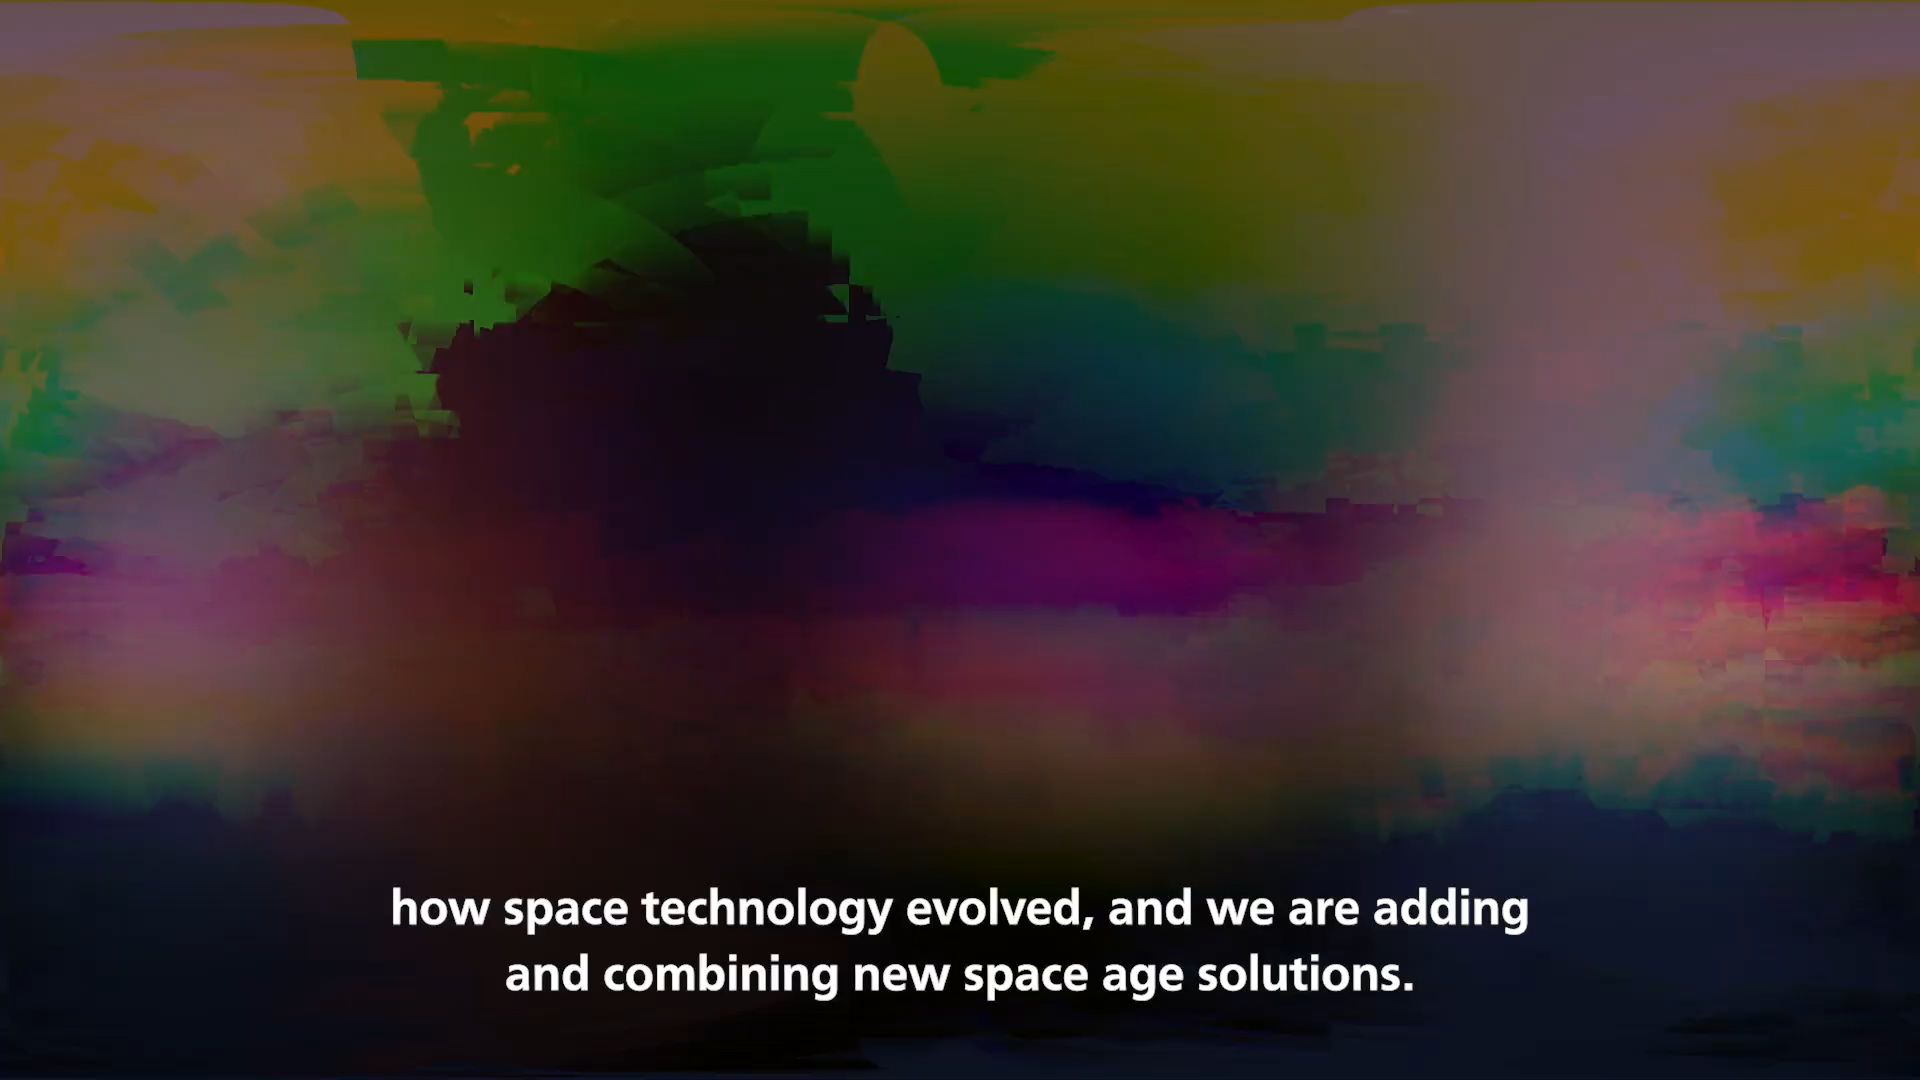 how space technology evolved, and we are adding
and combining new space age solutions.